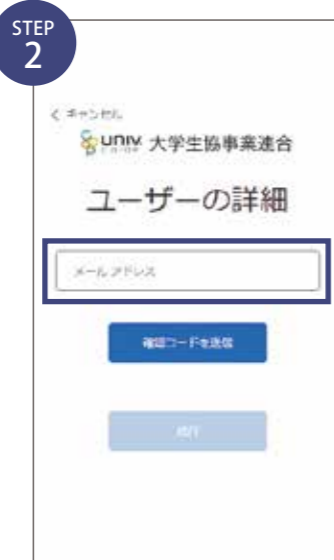 STEP
2
< キャンセル
univ 大学生協事業連合
ユーザーの詳細
メール アドレス
確認コードを送信
続行